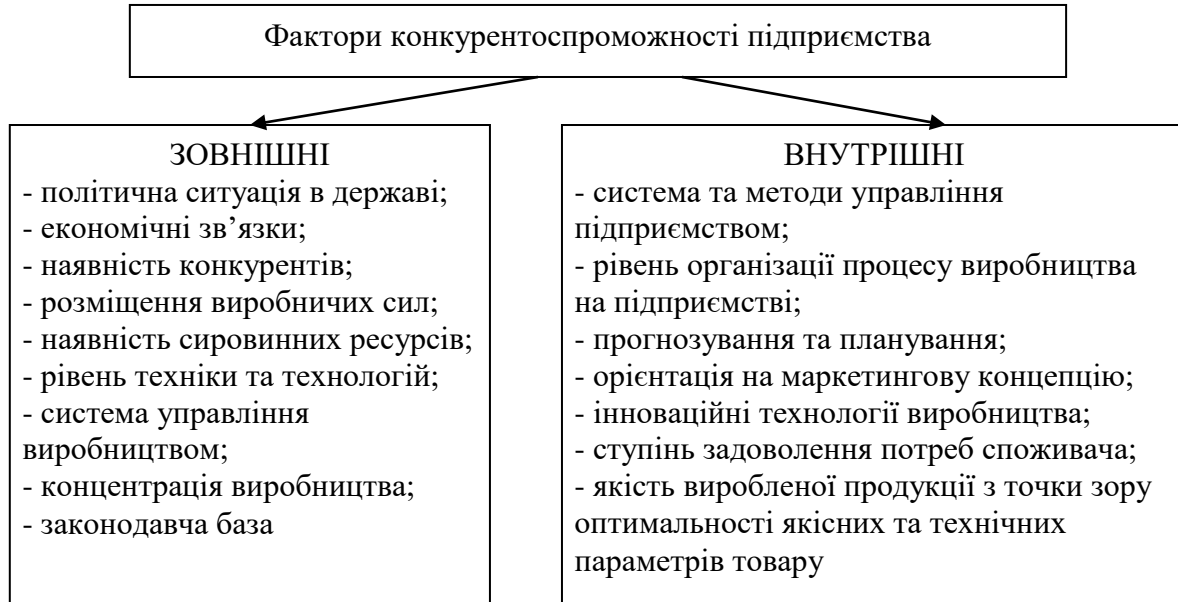 Фактори конкурентоспроможності підприємства
ЗОВНІШНІ
- політична ситуація в державі;
- економічні зв’язки;
- наявність конкурентів;
- розміщення виробничих сил;
- наявність сировинних ресурсів;
- рівень техніки та технологій;
- система управління
виробництвом;
- концентрація виробництва;
- законодавча база
ВНУТРІШНІ
- система та методи управління
підприємством;
- рівень організації процесу виробництва
на підприємстві;
- прогнозування та планування;
- орієнтація на маркетингову концепцію;
- інноваційні технології виробництва;
- ступінь задоволення потреб споживача;
- якість виробленої продукції з точки зору
оптимальності якісних та технічних
параметрів товару